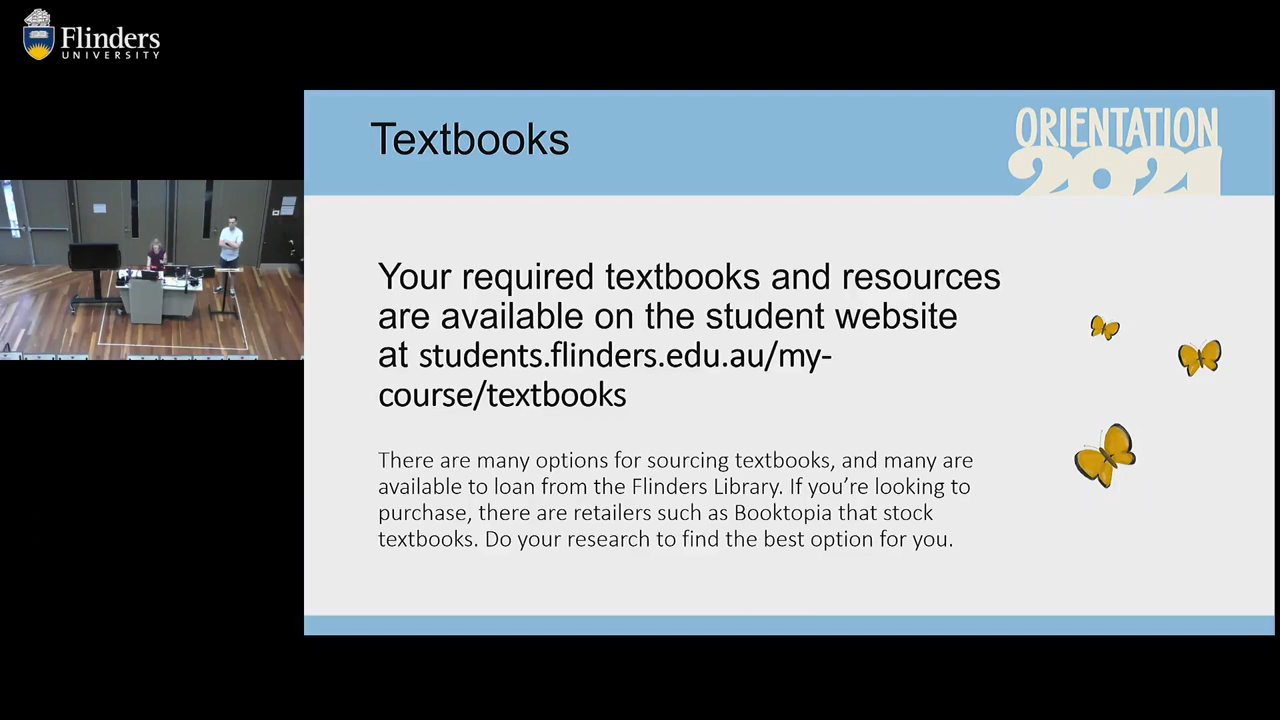 Flinders
UNIVERSITY
Textbooks
ORIENTATION
2021
Your required textbooks and resources
are available on the student website
at students.flinders.edu.au/my-
course/textbooks
There are many options for sourcing textbooks, and many are
available to loan from the Flinders Library. If you’re looking to
purchase, there are retailers such as Booktopia that stock
textbooks. Do your research to find the best option for you.